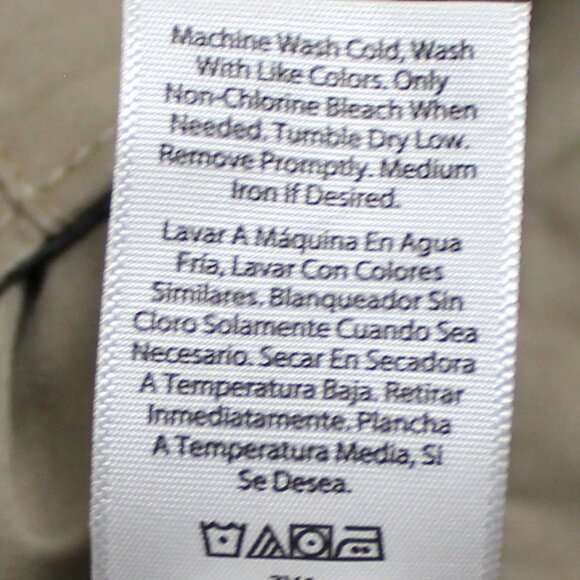 Machine Wash Cold, Wash
With Like Colors. Only
Non-Chlorine Bleach When
Needed. Tumble Dry Low.
Remove Promptly. Medium
Iron If Desired.
Lavar A Máquina En Agua
Fría, Lavar Con Colores
Similares. Blanqueador Sin
Cloro Solamente Cuando Sea
Necesario. Secar En Secadora
A Temperatura Baja. Retirar
Inmediatamente. Plancha
A Temperatura Media, Si
Se Desea.